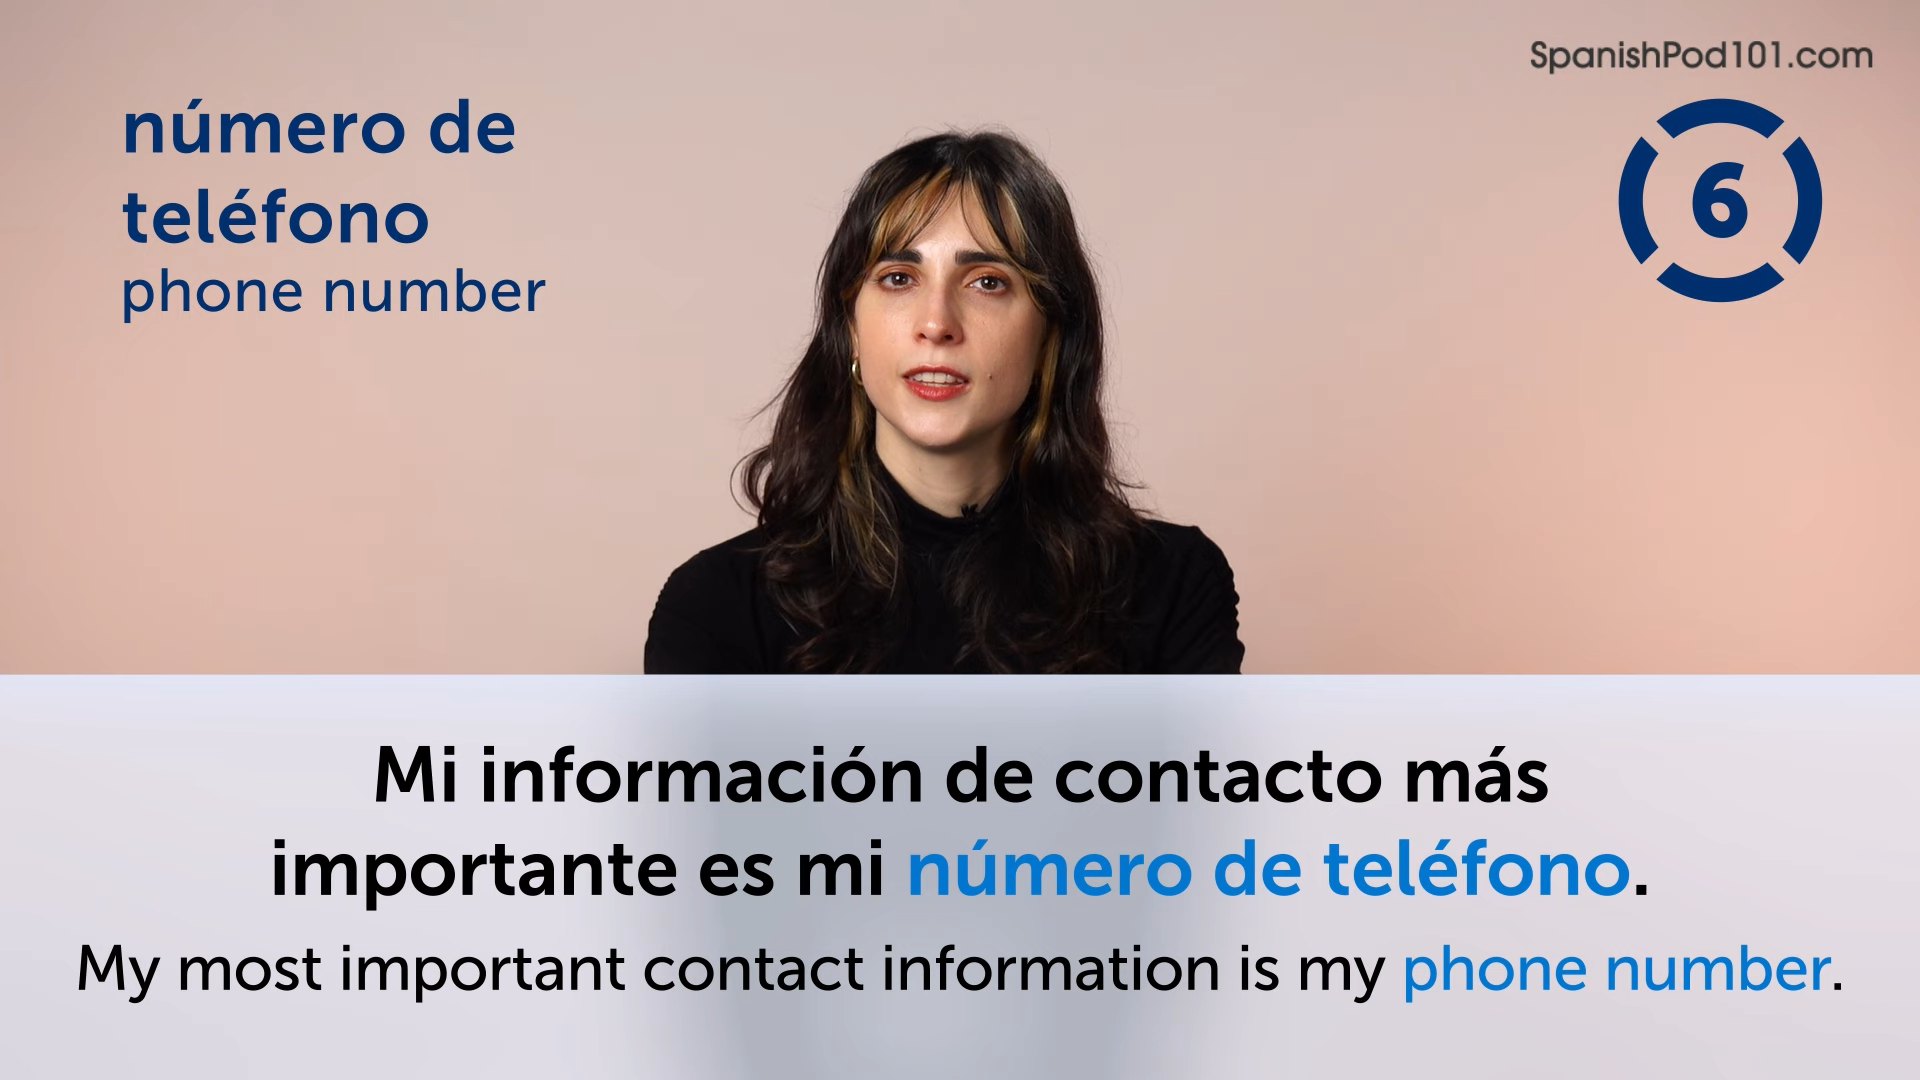 SpanishPod101.com
número de
teléfono
phone number
6
Mi información de contacto más
importante es mi número de teléfono.
My most important contact information is my phone number.